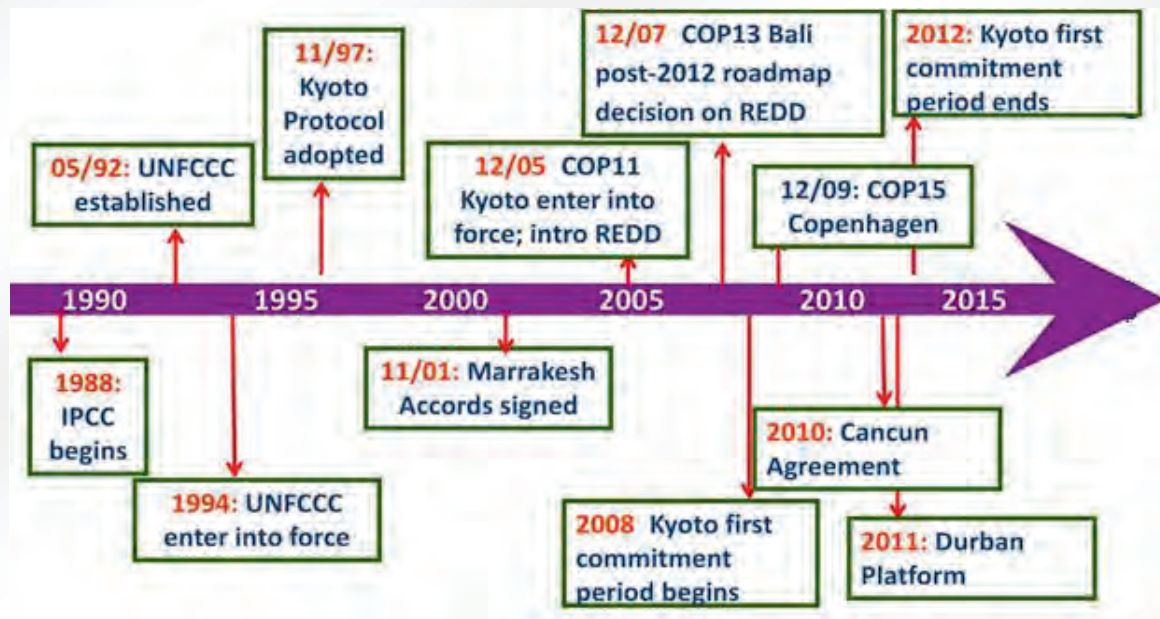 11/97:
Kyoto
Protocol
adopted
12/07 COP13 Bali
post-2012 roadmap
decision on REDD
2012: Kyoto first
commitment
period ends
05/92: UNFCCC
established
12/05 COP11
Kyoto enter into
force; intro REDD
12/09: COP15
Copenhagen
1990 1995 2000 2005 2010 2015
1988:
IPCC
begins
11/01: Marrakesh
Accords signed
2010: Cancun
Agreement
1994: UNFCCC
enter into force
2008 Kyoto first
commitment
period begins
2011: Durban
Platform